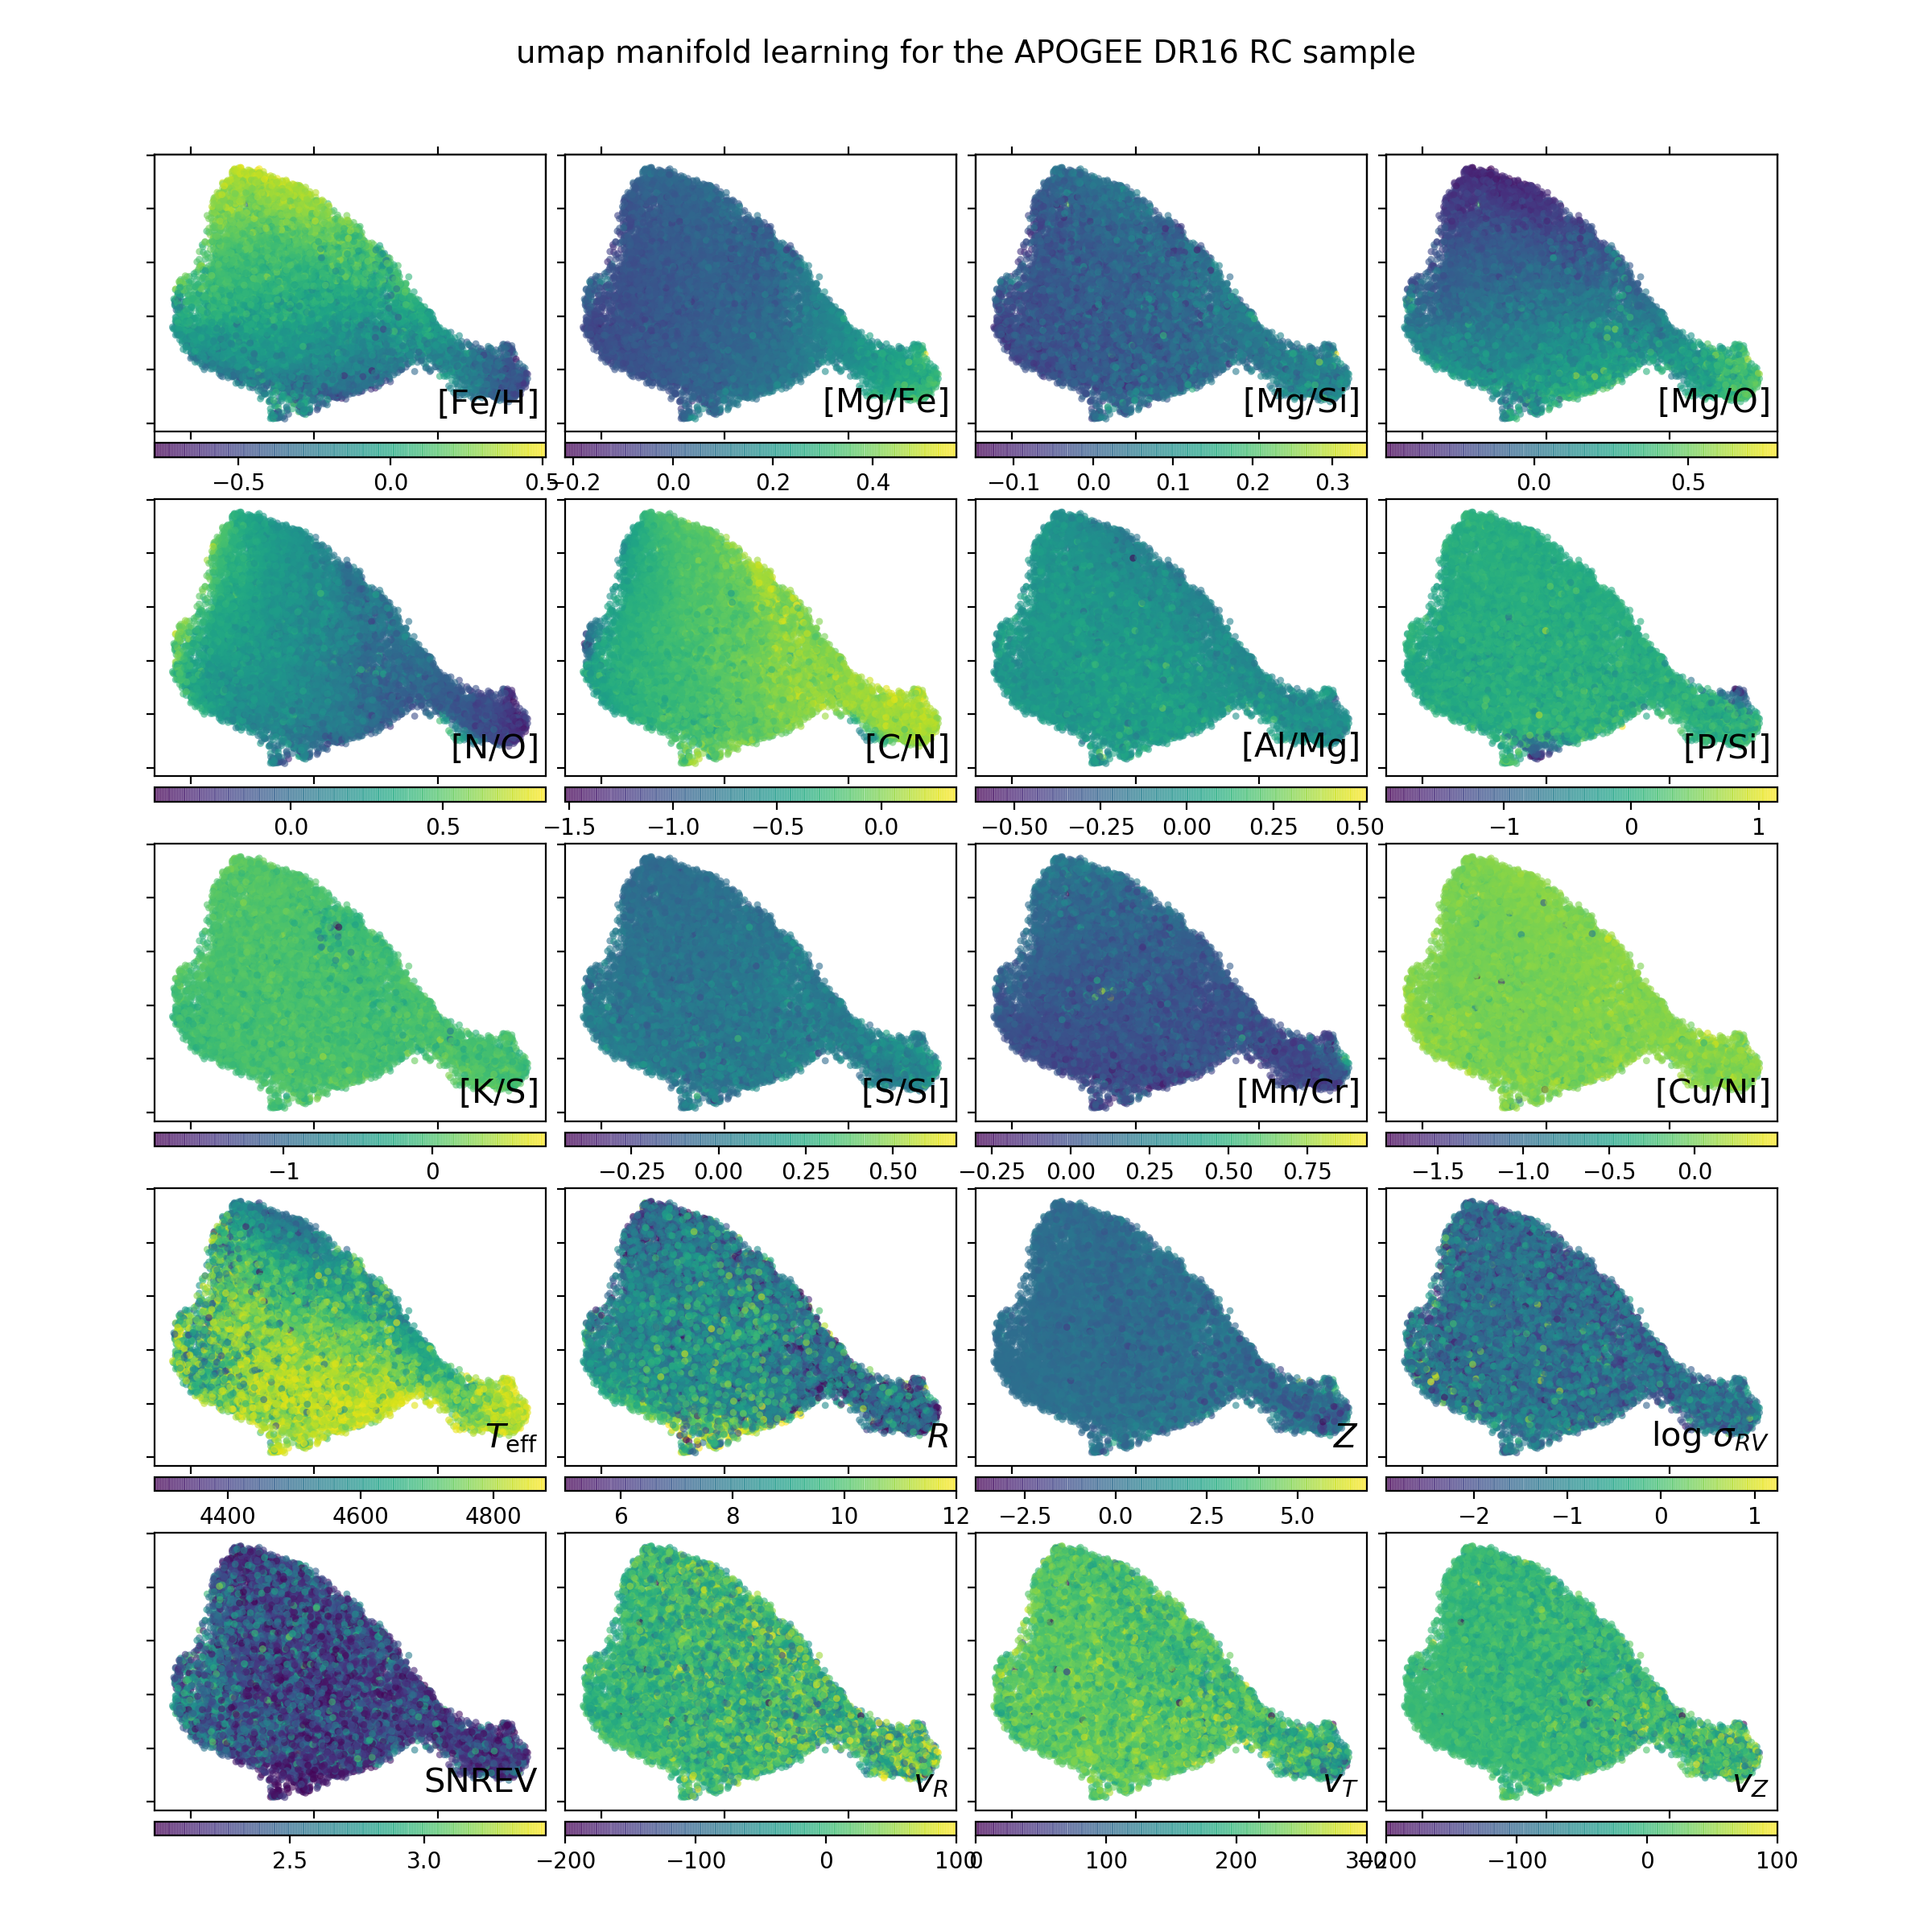 umap manifold learning for the APOGEE DR16 RC sample
[Fe/H] [Mg/Fe] [Mg/Si] [Mg/O]
−0.5 0.0 0.5 −0.2 0.0 0.2 0.4 −0.1 0.0 0.1 0.2 0.3 0.0 0.5
[N/O] [C/N] [Al/Mg] [P/Si]
0.0 0.5 −1.5 −1.0 −0.5 0.0 −0.50 −0.25 0.00 0.25 0.50 −1 0 1
[K/S] [S/Si] [Mn/Cr] [Cu/Ni]
−1 0 −0.25 0.00 0.25 0.50 −0.25 0.00 0.25 0.50 0.75 −1.5 −1.0 −0.5 0.0
T_eff R Z log σ_RV
4400 4600 4800 6 8 10 12 −2.5 0.0 2.5 5.0 −2 −1 0 1
SNREV v_R v_T v_Z
2.5 3.0 −200 −100 0 100 0 100 200 300 −200 −100 0 100